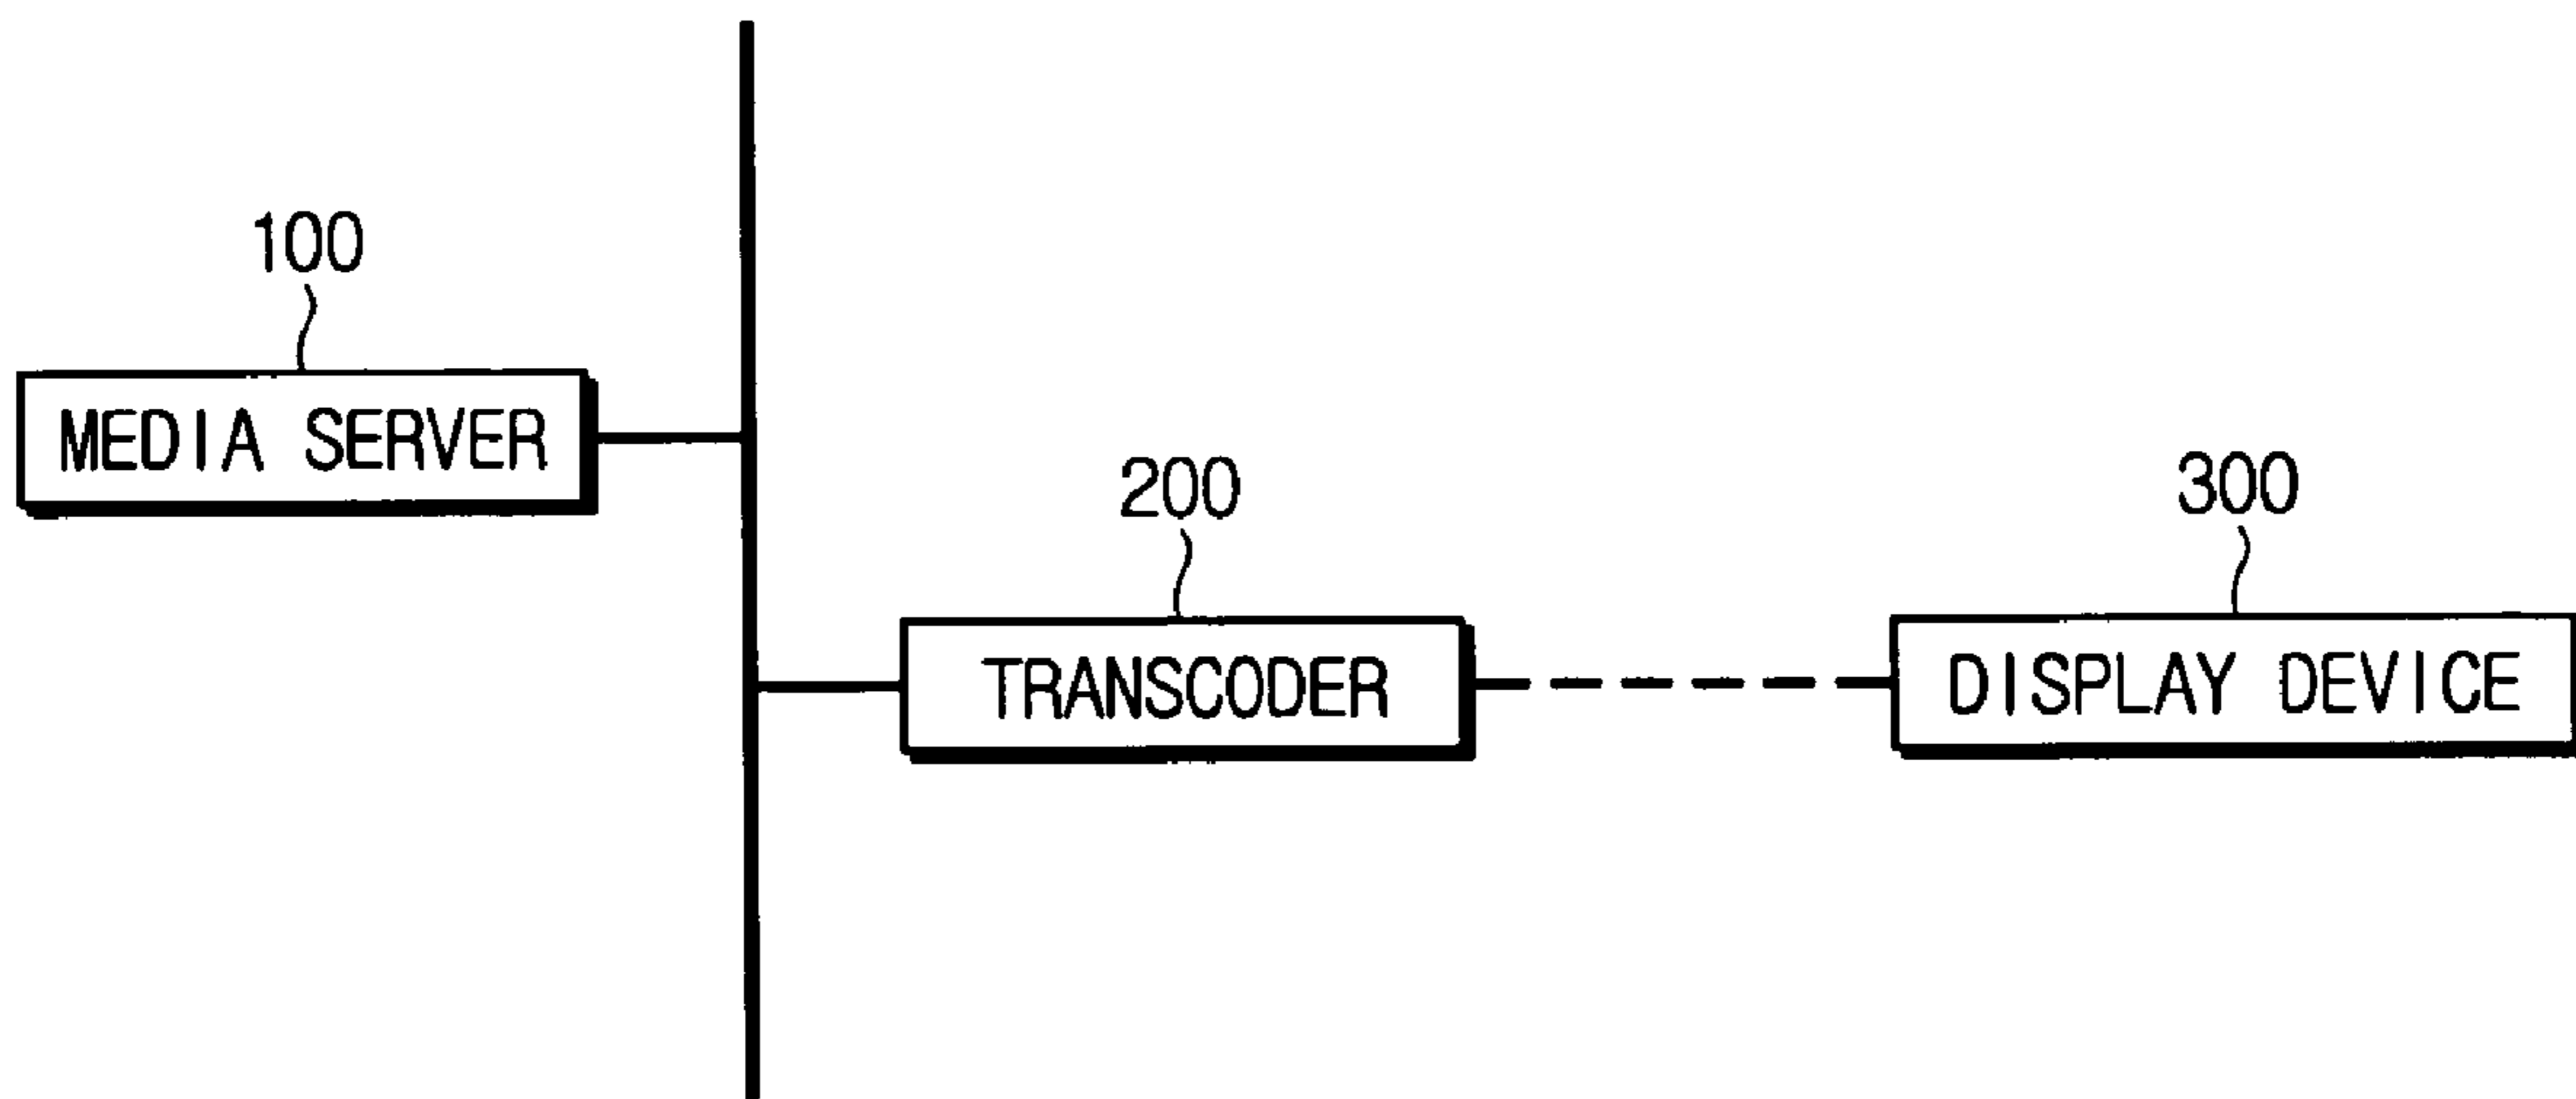 100
MEDIA SERVER
200
TRANSCODER
300
DISPLAY DEVICE